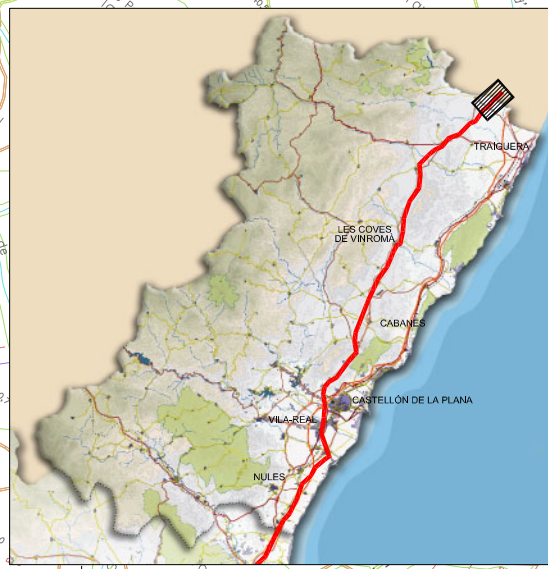 TRAIGUERA
LES COVES
DE VINROMÀ
CABANES
CASTELLÓN DE LA PLANA
VILA-REAL
NULES